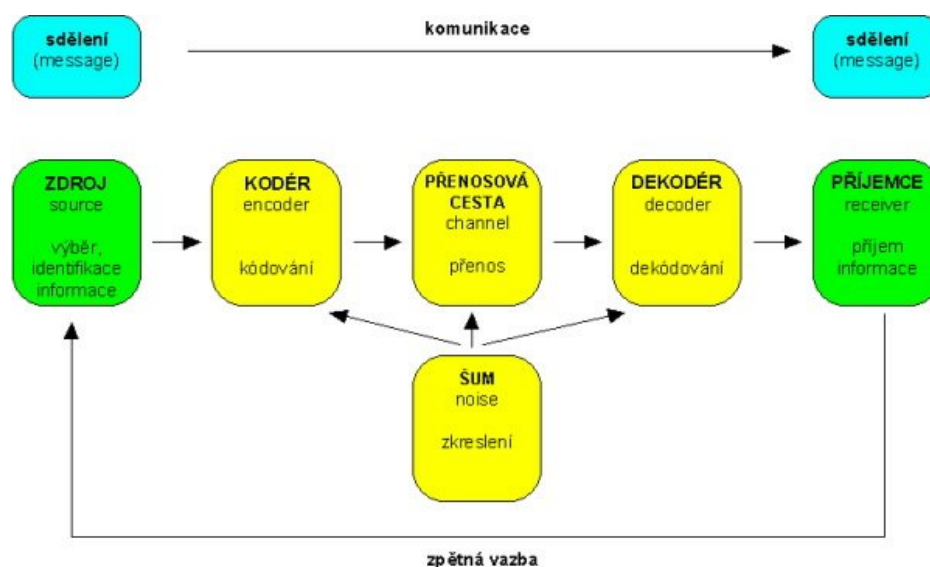 sdělení
(message)
komunikace
sdělení
(message)
ZDROJ
source
výběr,
identifikace
informace
KODÉR
encoder
kódování
PŘENOSOVÁ
CESTA
channel
přenos
DEKODÉR
decoder
dekódování
PŘÍJEMCE
receiver
příjem
informace
ŠUM
noise
zkreslení
zpětná vazba